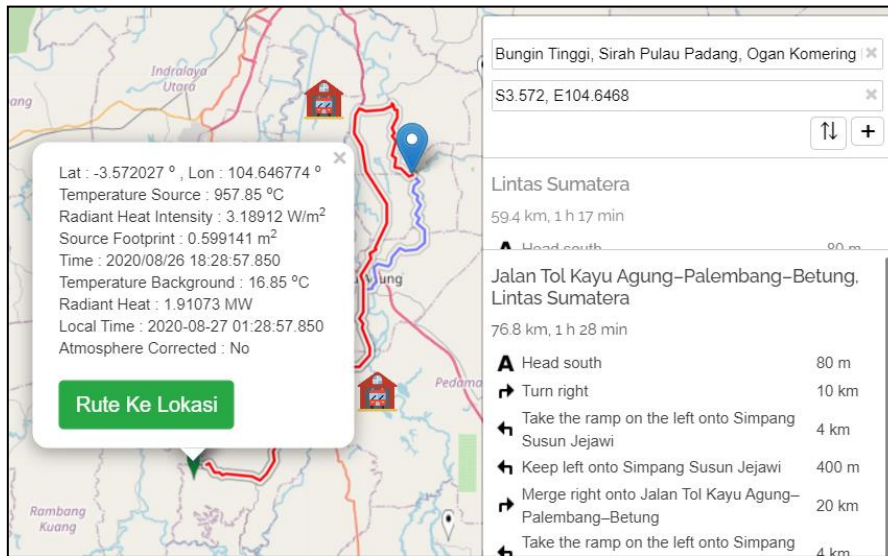 Indralaya
Utara
Lat : -3.572027 º , Lon : 104.646774 º
Temperature Source : 957.85 ºC
Radiant Heat Intensity : 3.18912 W/m²
Source Footprint : 0.599141 m²
Time : 2020/08/26 18:28:57.850
Temperature Background : 16.85 ºC
Radiant Heat : 1.91073 MW
Local Time : 2020-08-27 01:28:57.850
Atmosphere Corrected : No
Rute Ke Lokasi
Rambang
Kuang
Pedama
Bungin Tinggi, Sirah Pulau Padang, Ogan Komering
S3.572, E104.6468
Lintas Sumatera
59.4 km, 1 h 17 min
Head south 80 m
Jalan Tol Kayu Agung–Palembang–Betung,
Lintas Sumatera
76.8 km, 1 h 28 min
A Head south 80 m
Turn right 10 km
Take the ramp on the left onto Simpang
Susun Jejawi 4 km
Keep left onto Simpang Susun Jejawi 400 m
Merge right onto Jalan Tol Kayu Agung–
Palembang–Betung 20 km
Take the ramp on the left onto Simpang
4 km